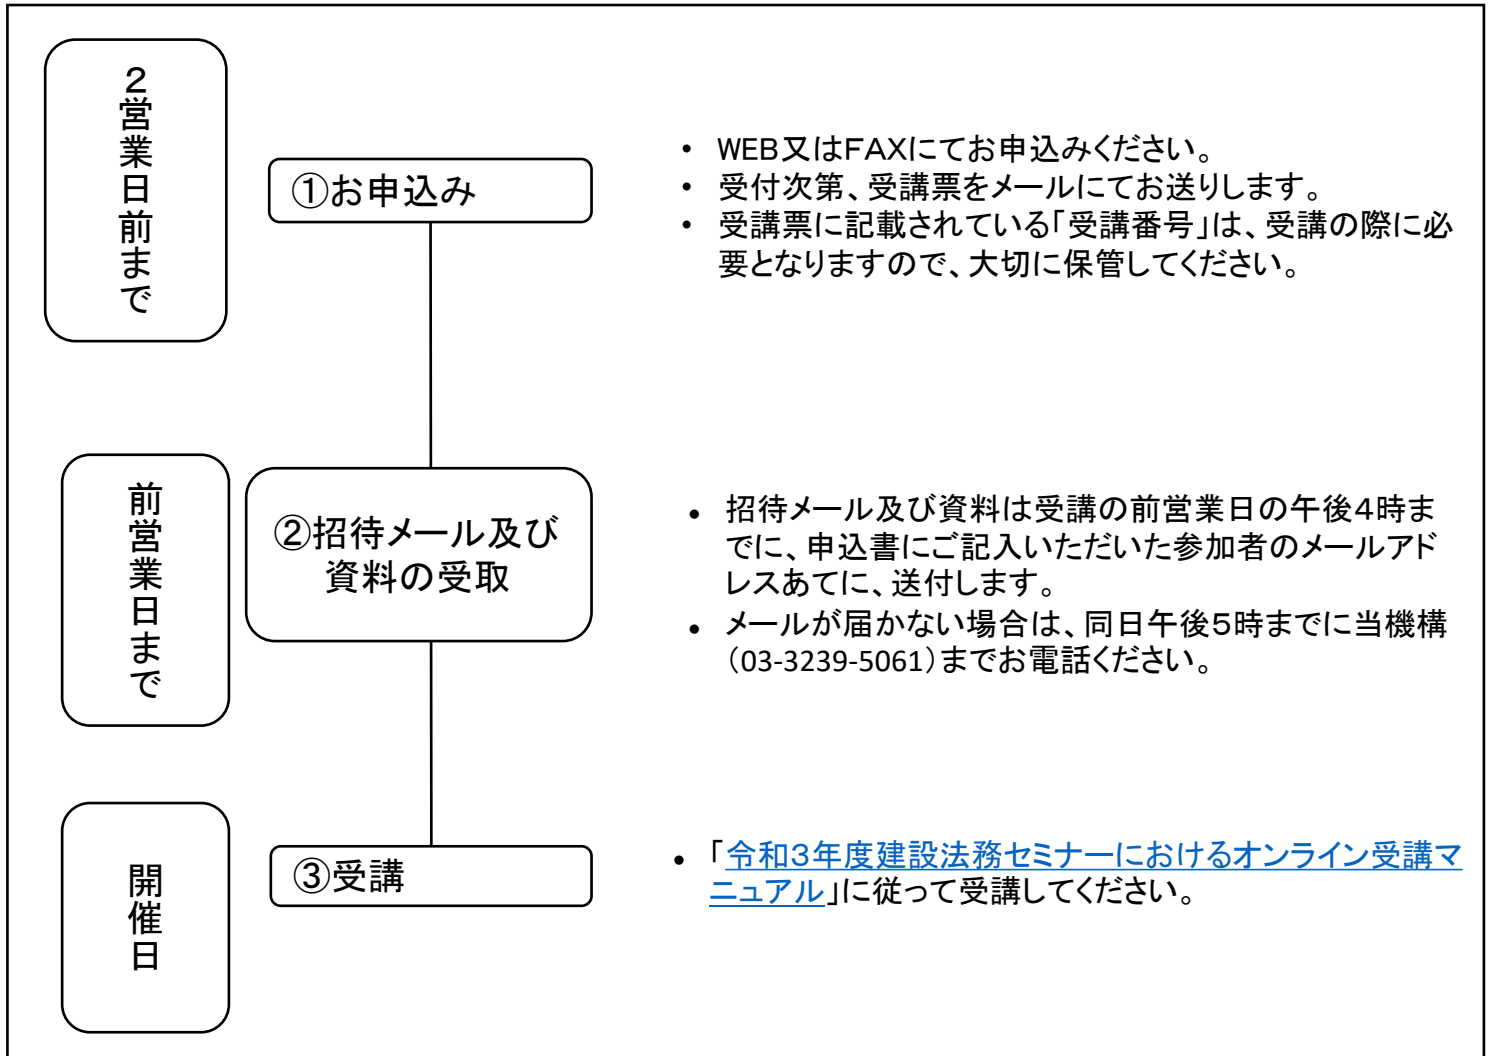 ２営業日前まで
①お申込み
・ WEB又はFAXにてお申込みください。
・ 受付次第、受講票をメールにてお送りします。
・ 受講票に記載されている「受講番号」は、受講の際に必
要となりますので、大切に保管してください。
前営業日まで
②招待メール及び
資料の受取
● 招待メール及び資料は受講の前営業日の午後４時ま
でに、申込書にご記入いただいた参加者のメールアド
レスあてに、送付します。
● メールが届かない場合は、同日午後５時までに当機構
（03-3239-5061）までお電話ください。
開催日
③受講
● 「令和３年度建設法務セミナーにおけるオンライン受講マ
ニュアル」に従って受講してください。